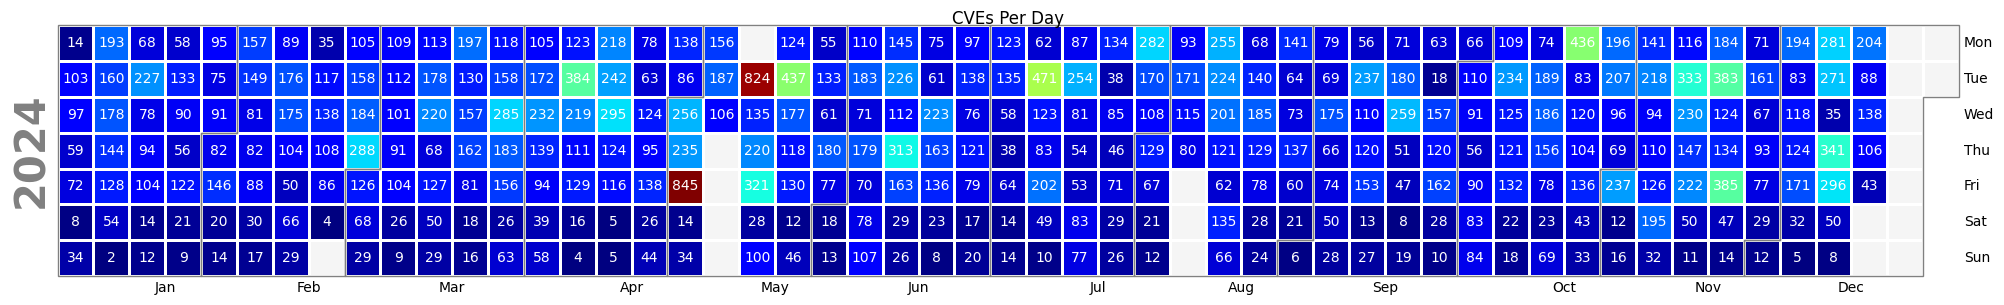 CVEs Per Day
14 193 68 58 95 157 89 35 105 109 113 197 118 105 123 218 78 138 156 124 55 110 145 75 97 123 62 87 134 282 93 255 68 141 79 56 71 63 66 109 74 436 196 141 116 184 71 194 281 204 Mon
103 160 227 133 75 149 176 117 158 112 178 130 158 172 384 242 63 86 187 824 437 133 183 226 61 138 135 471 254 38 170 171 224 140 64 69 237 180 18 110 234 189 83 207 218 333 383 161 83 271 88 Tue
97 178 78 90 91 81 175 138 184 101 220 157 285 232 219 295 124 256 106 135 177 61 71 112 223 76 58 123 81 85 108 115 201 185 73 175 110 259 157 91 125 186 120 96 94 230 124 67 118 35 138 Wed
59 144 94 56 82 82 104 108 288 91 68 162 183 139 111 124 95 235 220 118 180 179 313 163 121 38 83 54 46 129 80 121 129 137 66 120 51 120 56 121 156 104 69 110 147 134 93 124 341 106 Thu
72 128 104 122 146 88 50 86 126 104 127 81 156 94 129 116 138 845 321 130 77 70 163 136 79 64 202 53 71 67 62 78 60 74 153 47 162 90 132 78 136 237 126 222 385 77 171 296 43 Fri
8 54 14 21 20 30 66 4 68 26 50 18 26 39 16 5 26 14 28 12 18 78 29 23 17 14 49 83 29 21 135 28 21 50 13 8 28 83 22 23 43 12 195 50 47 29 32 50 Sat
34 2 12 9 14 17 29 29 9 29 16 63 58 4 5 44 34 100 46 13 107 26 8 20 14 10 77 26 12 66 24 6 28 27 19 10 84 18 69 33 16 32 11 14 12 5 8 Sun
2024
Jan Feb Mar Apr May Jun Jul Aug Sep Oct Nov Dec